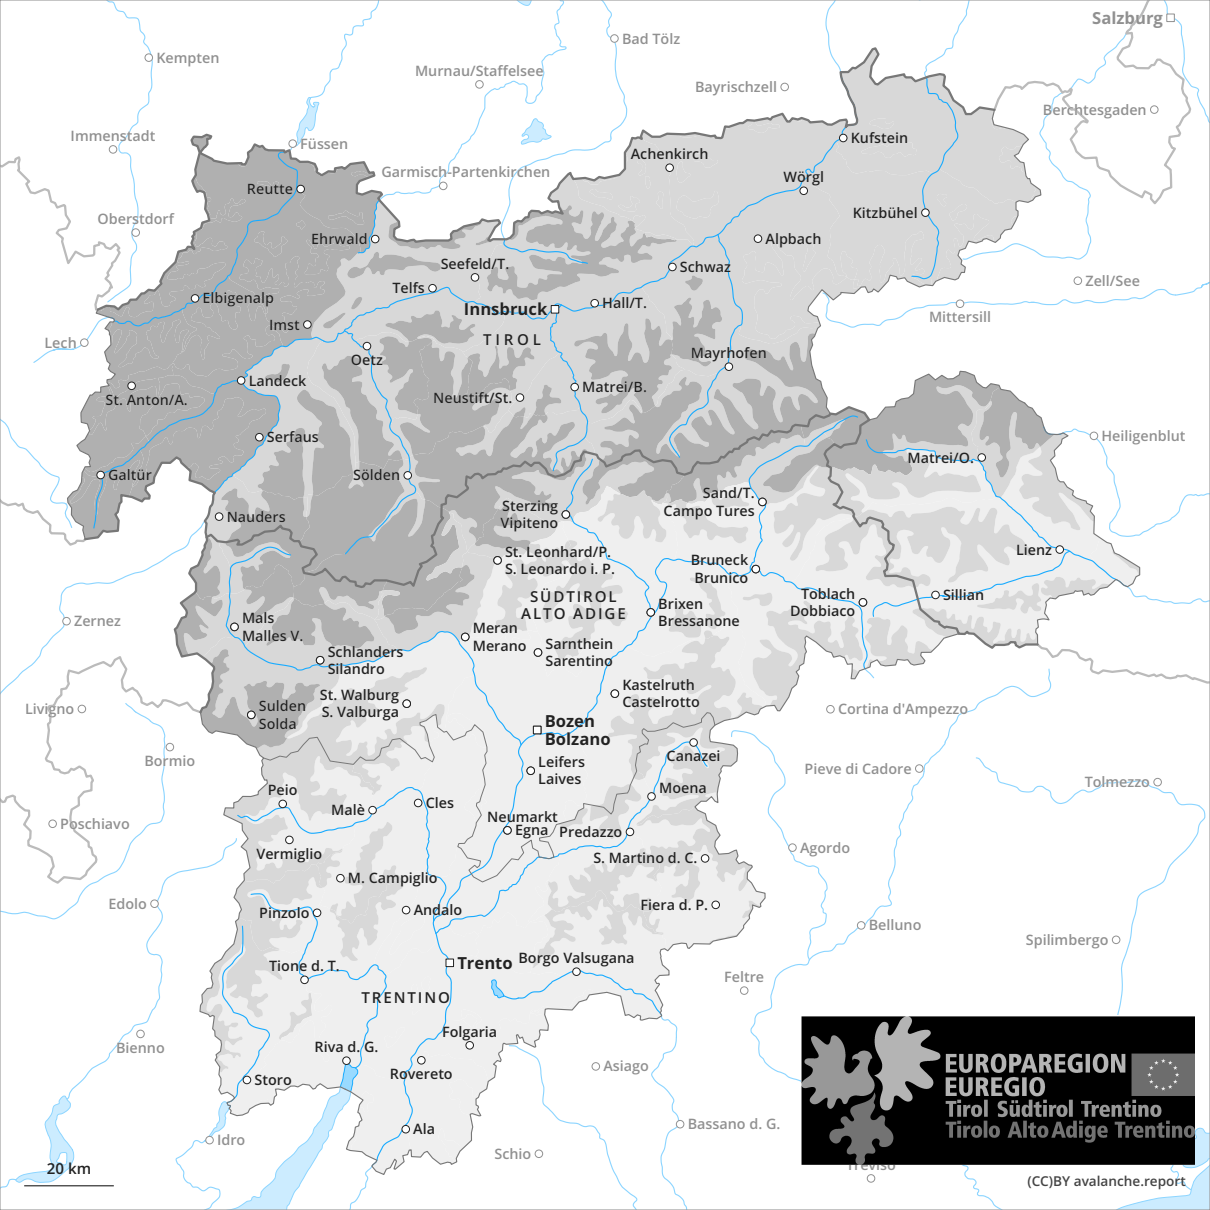 Salzburg
Bad Tölz
Kempten
Murnau/Staffelsee
Bayrischzell
Berchtesgaden
Immenstadt
Füssen
Kufstein
Achenkirch
Garmisch-Partenkirchen
Wörgl
Reutte
Oberstdorf
Kitzbühel
Ehrwald
Alpbach
Seefeld/T.
Schwaz
Zell/See
Telfs
Elbigenalp
Hall/T.
Innsbruck
Mittersill
Imst
TIROL
Lech
Oetz
Mayrhofen
Landeck
Matrei/B.
St. Anton/A.
Neustift/St.
Serfaus
Heiligenblut
Matrei/O.
Galtür
Sölden
Sand/T.
Campo Tures
Sterzing
Vipiteno
Nauders
St. Leonhard/P.
S. Leonardo i. P.
Lienz
Bruneck
Brunico
SÜDTIROL
ALTO ADIGE
Toblach
Dobbiaco
Sillian
Brixen
Bressanone
Zernez
Mals
Malles V.
Meran
Merano
Sarnthein
Sarentino
Schlanders
Silandro
Kastelruth
Castelrotto
St. Walburg
S. Valburga
Livigno
Sulden
Solda
Cortina d'Ampezzo
Bozen
Bolzano
Bormio
Canazei
Leifers
Laives
Pieve di Cadore
Tolmezzo
Peio
Moena
Malè
Cles
Neumarkt
Egna
Predazzo
Poschiavo
Vermiglio
Agordo
S. Martino d. C.
M. Campiglio
Edolo
Pinzolo
Andalo
Fiera d. P.
Belluno
Spilimbergo
Trento
Borgo Valsugana
Tione d. T.
Feltre
TRENTINO
Folgaria
Bienno
Riva d. G.
Rovereto
Asiago
Storo
EUROPAREGION
EUREGIO
Tirol Südtirol Trentino
Tirolo Alto Adige Trentino
Ala
Bassano d. G.
Idro
Schio
Treviso
20 km
(CC)BY avalanche.report